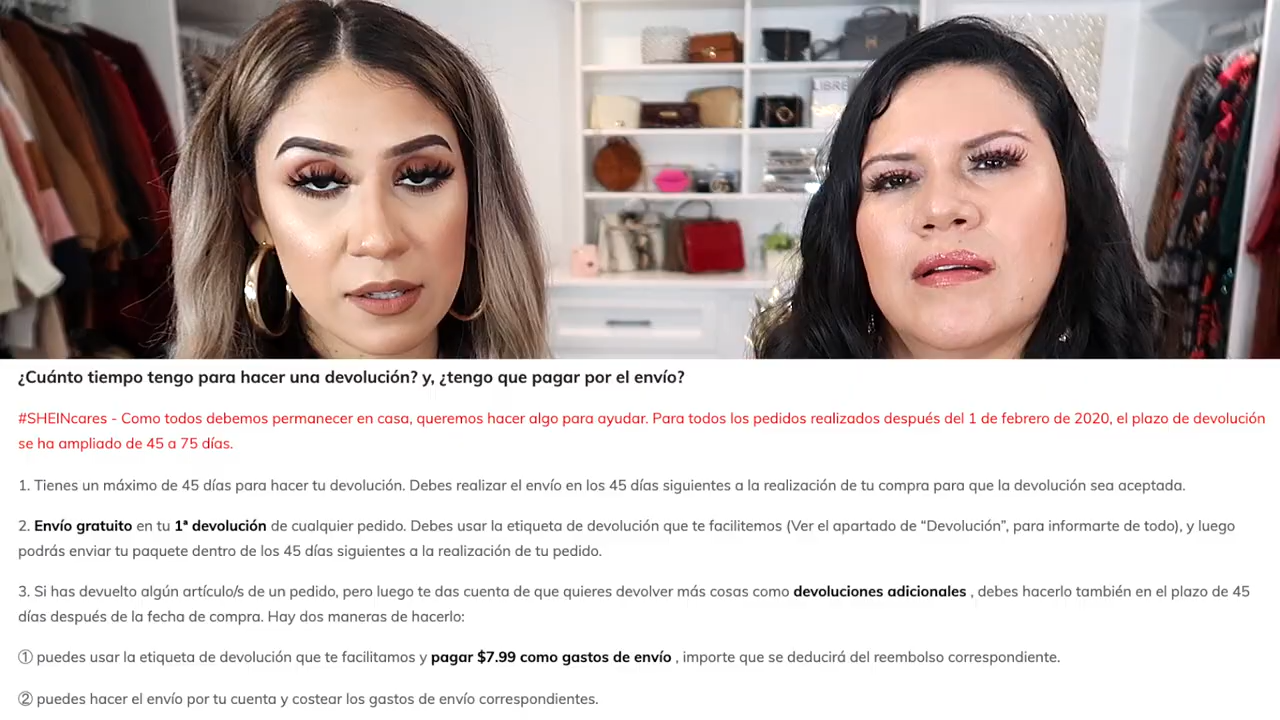 LIBRE
¿Cuánto tiempo tengo para hacer una devolución? y, ¿tengo que pagar por el envío?
#SHEINcares - Como todos debemos permanecer en casa, queremos hacer algo para ayudar. Para todos los pedidos realizados después del 1 de febrero de 2020, el plazo de devolución
se ha ampliado de 45 a 75 días.
1. Tienes un máximo de 45 días para hacer tu devolución. Debes realizar el envío en los 45 días siguientes a la realización de tu compra para que la devolución sea aceptada.
2. Envío gratuito en tu 1ª devolución de cualquier pedido. Debes usar la etiqueta de devolución que te facilitemos (Ver el apartado de “Devolución”, para informarte de todo), y luego
podrás enviar tu paquete dentro de los 45 días siguientes a la realización de tu pedido.
3. Si has devuelto algún artículo/s de un pedido, pero luego te das cuenta de que quieres devolver más cosas como devoluciones adicionales , debes hacerlo también en el plazo de 45
días después de la fecha de compra. Hay dos maneras de hacerlo:
① puedes usar la etiqueta de devolución que te facilitamos y pagar $7.99 como gastos de envío , importe que se deducirá del reembolso correspondiente.
② puedes hacer el envío por tu cuenta y costear los gastos de envío correspondientes.